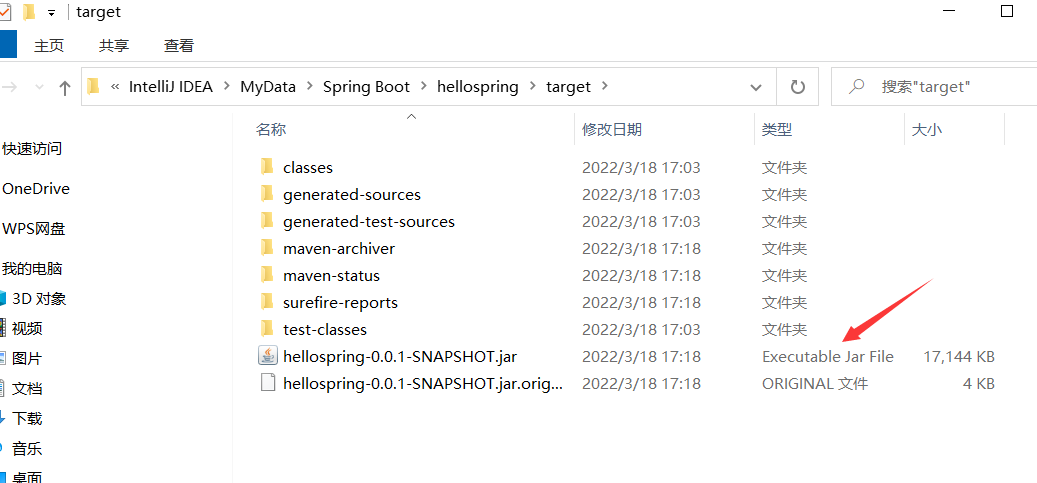 target
主页 共享 查看
« IntelliJ IDEA > MyData > Spring Boot > hellospring > target >
搜索"target"
名称 修改日期 类型 大小
快速访问
OneDrive
WPS网盘
我的电脑
3D 对象
视频
图片
文档
下载
音乐
桌面
classes 2022/3/18 17:03 文件夹
generated-sources 2022/3/18 17:03 文件夹
generated-test-sources 2022/3/18 17:03 文件夹
maven-archiver 2022/3/18 17:18 文件夹
maven-status 2022/3/18 17:18 文件夹
surefire-reports 2022/3/18 17:18 文件夹
test-classes 2022/3/18 17:03 文件夹
hellospring-0.0.1-SNAPSHOT.jar 2022/3/18 17:18 Executable Jar File 17,144 KB
hellospring-0.0.1-SNAPSHOT.jar.orig... 2022/3/18 17:18 ORIGINAL 文件 4 KB